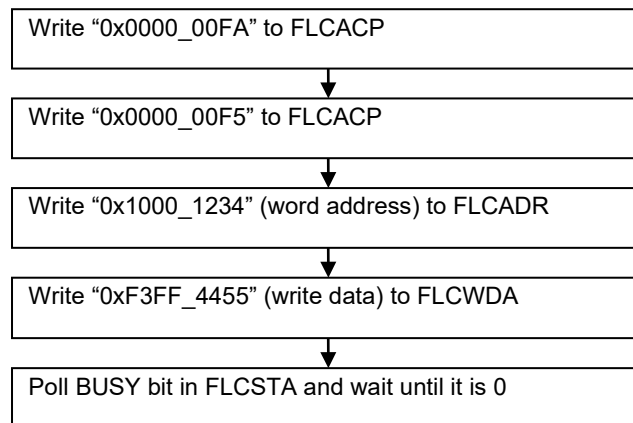 Write “0x0000_00FA” to FLCACP
Write “0x0000_00F5” to FLCACP
Write “0x1000_1234” (word address) to FLCADR
Write “0xF3FF_4455” (write data) to FLCWDA
Poll BUSY bit in FLCSTA and wait until it is 0